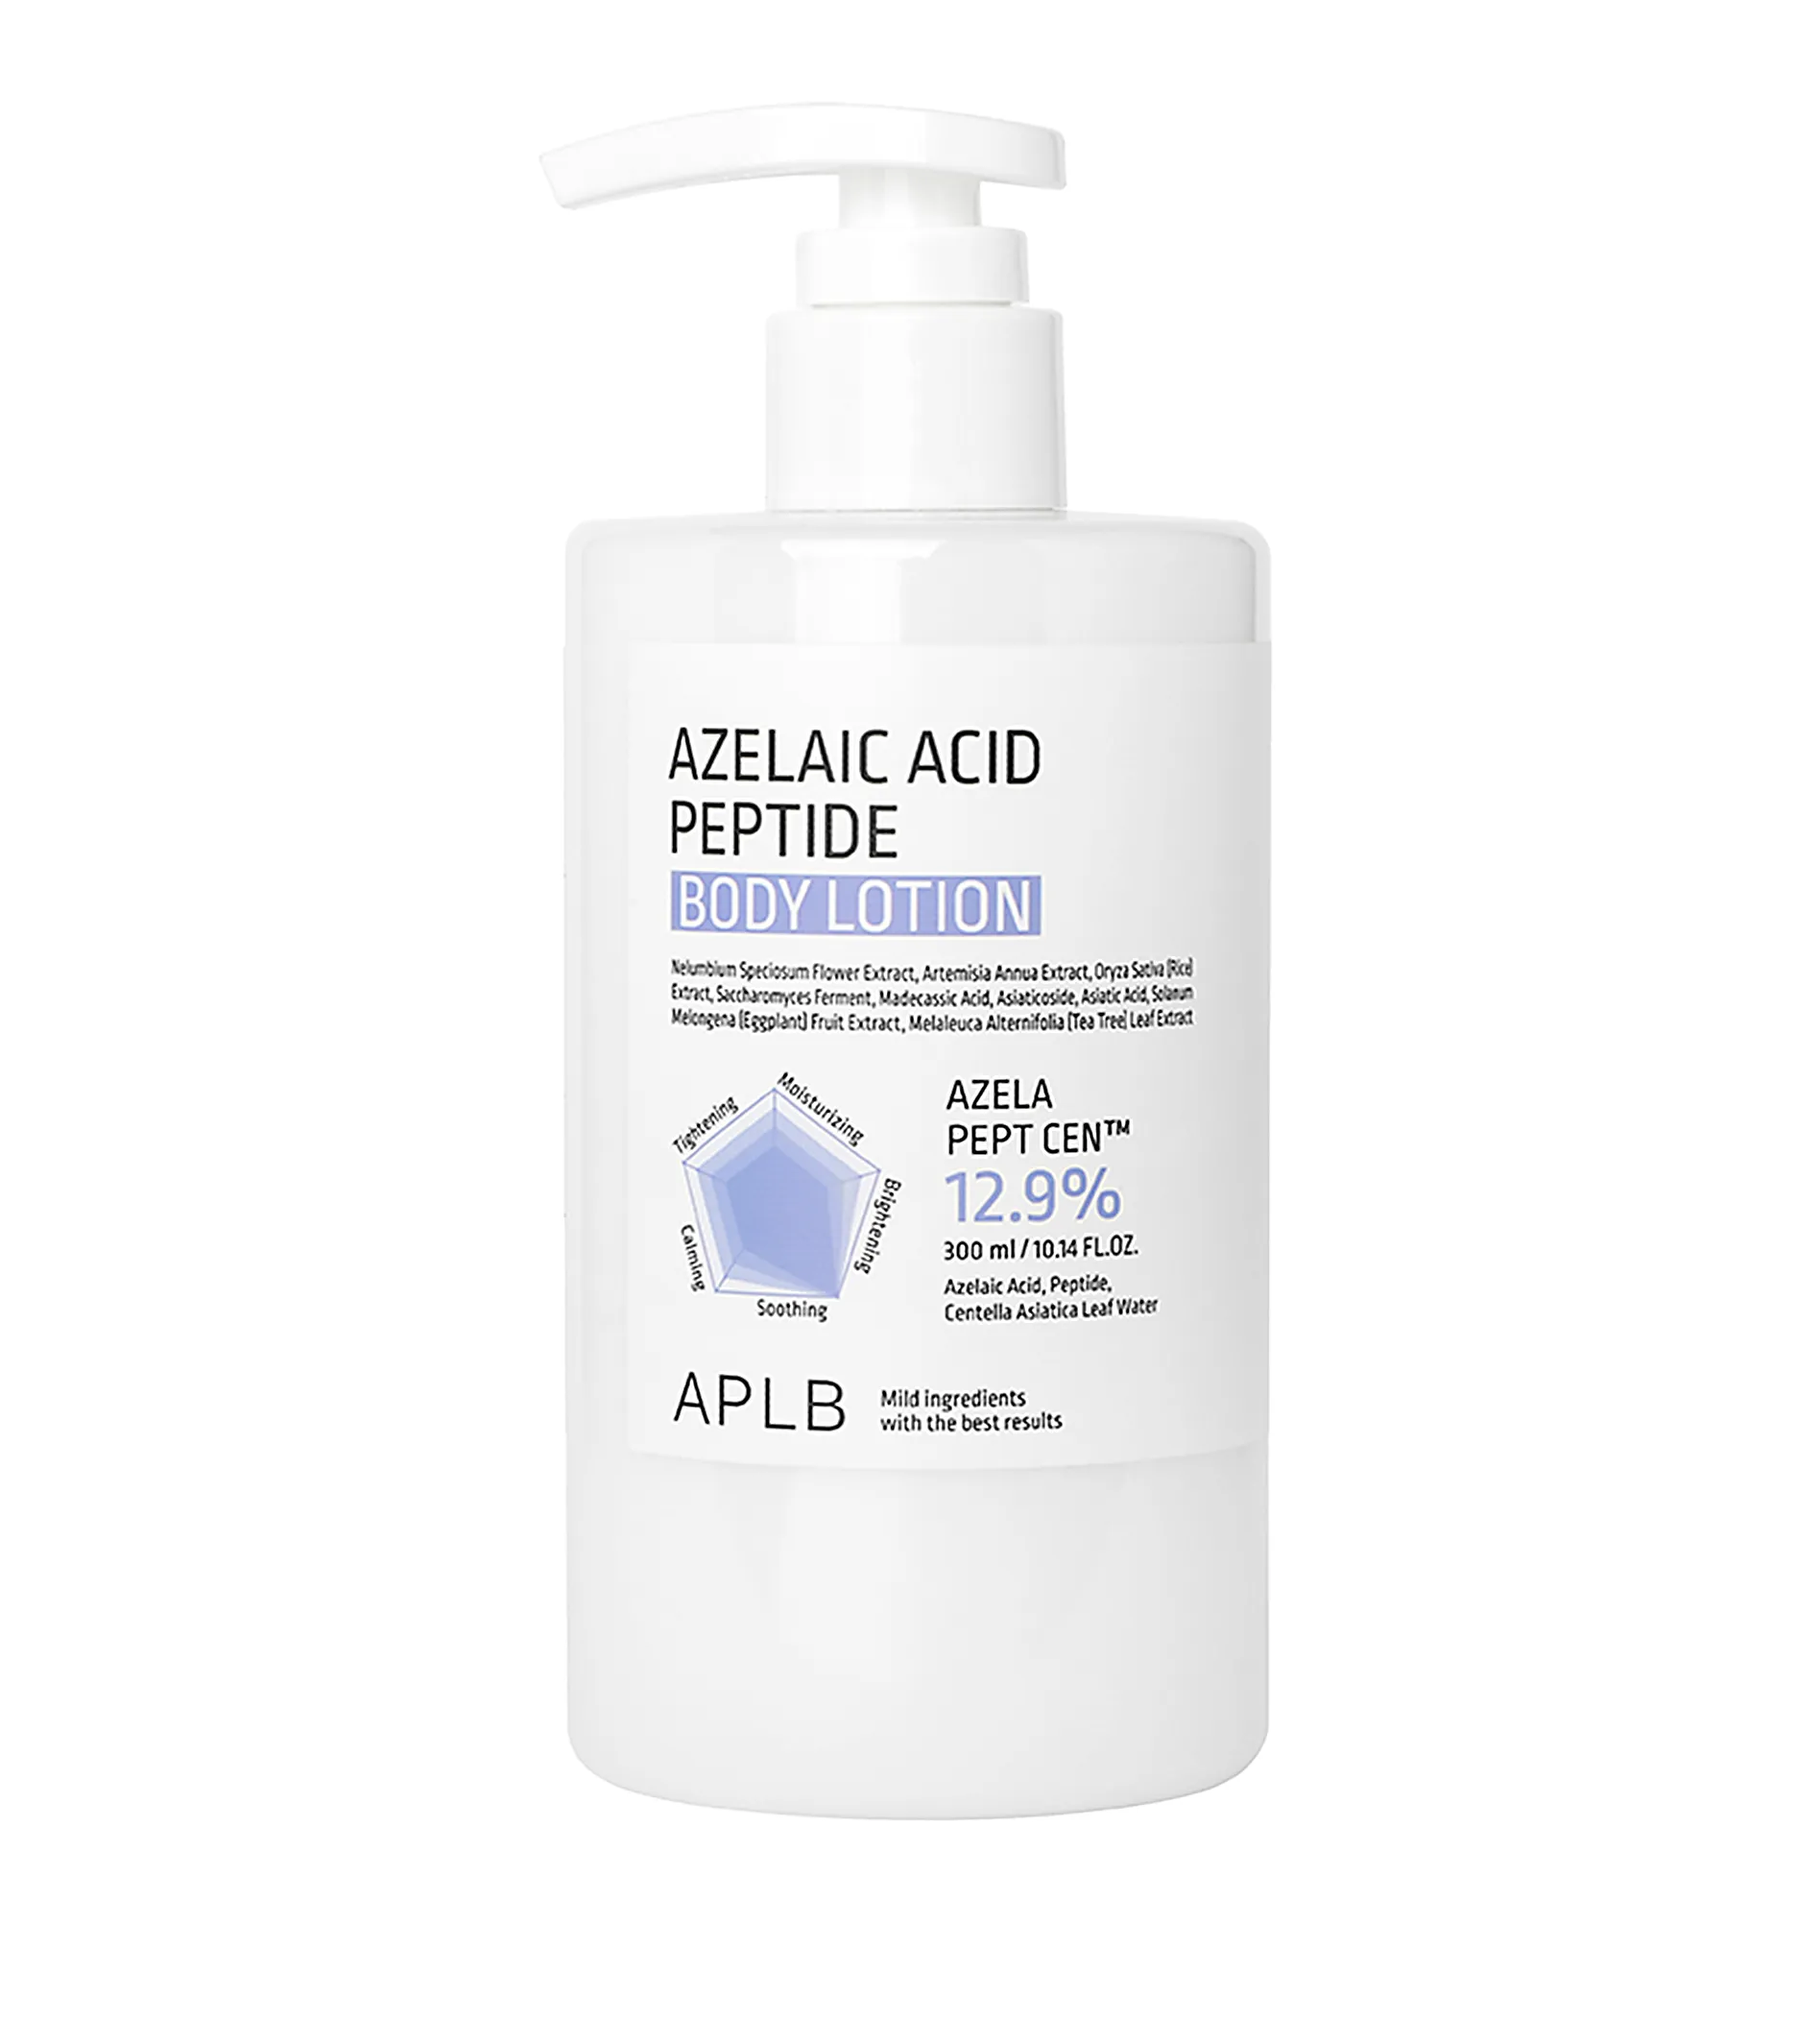 AZELAIC ACID
PEPTIDE
BODY LOTION
Nelumbium Speciosum Flower Extract, Artemisia Annua Extract, Oryza Sativa (Rice)
Extract, Saccharomyces Ferment, Madecassic Acid, Asiaticoside, Asiatic Acid, Solanum
Melongena (Eggplant) Fruit Extract, Melaleuca Alternifolia (Tea Tree) Leaf Extract
Tightening
Moisturizing
Brightening
Calming
Soothing
AZELA
PEPT CEN™
12.9%
300 ml / 10.14 FL.OZ.
Azelaic Acid, Peptide,
Centella Asiatica Leaf Water
APLB
Mild ingredients
with the best results